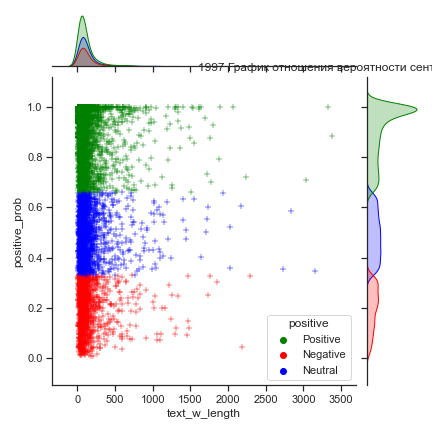 1997 График отношения вероятности сент
1.0
0.8
0.6
0.4
0.2
0.0
positive_prob
0
500
1000
1500
2000
2500
3000
3500
text_w_length
positive
Positive
Negative
Neutral